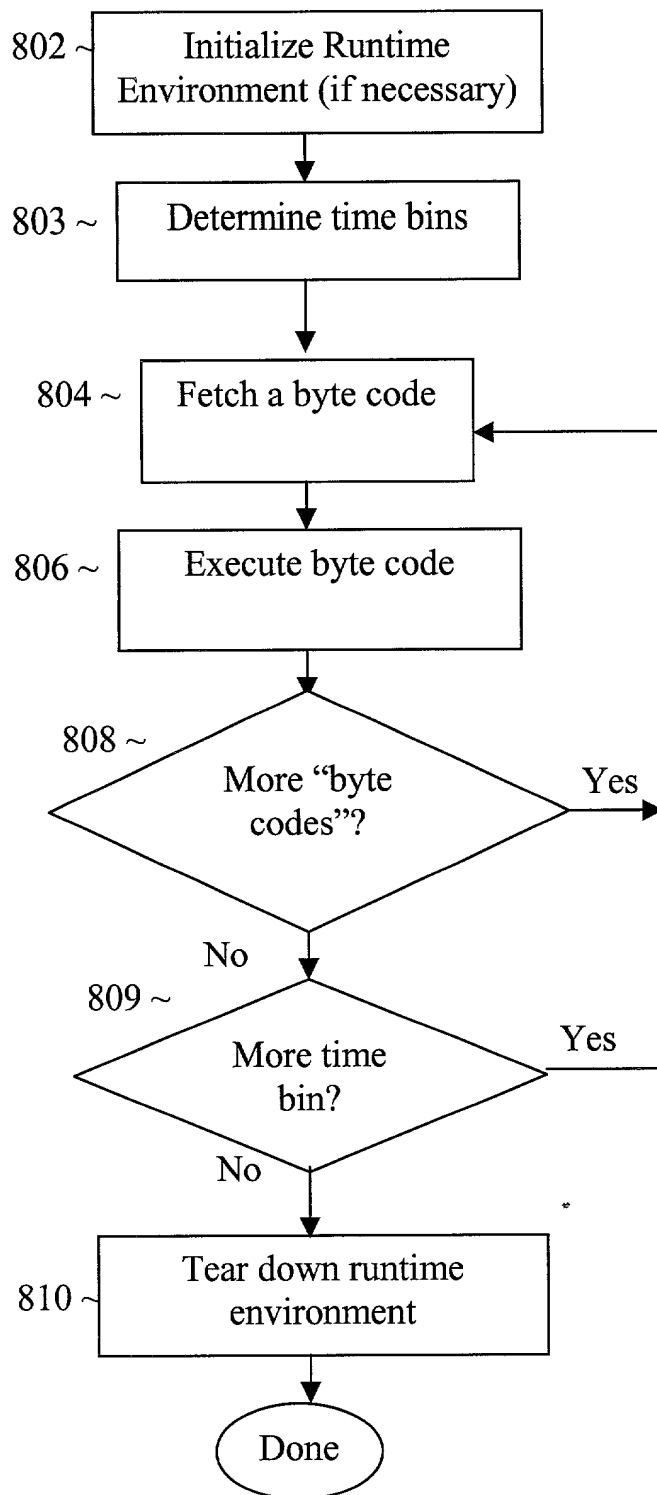 802 ~
Initialize Runtime
Environment (if necessary)
803 ~
Determine time bins
804 ~
Fetch a byte code
806 ~
Execute byte code
808 ~
More “byte
codes”?
Yes
No
809 ~
More time
bin?
Yes
No
810 ~
Tear down runtime
environment
Done